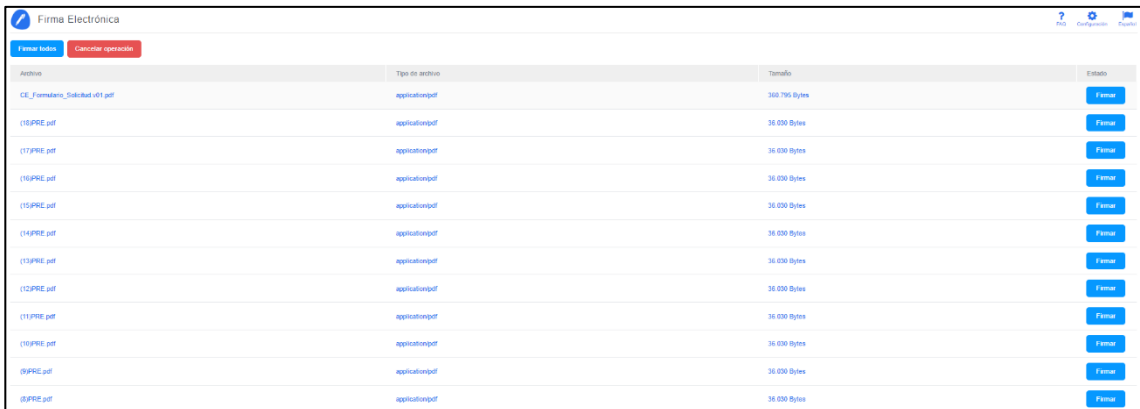 Firma Electrónica
FAQ Configuración Español
Firmar todos Cancelar operación
Archivo Tipo de archivo Tamaño Estado
CE_Formulario_Solicitud v01.pdf application/pdf 360.795 Bytes Firmar
(18)PRE.pdf application/pdf 36.030 Bytes Firmar
(17)PRE.pdf application/pdf 36.030 Bytes Firmar
(16)PRE.pdf application/pdf 36.030 Bytes Firmar
(15)PRE.pdf application/pdf 36.030 Bytes Firmar
(14)PRE.pdf application/pdf 36.030 Bytes Firmar
(13)PRE.pdf application/pdf 36.030 Bytes Firmar
(12)PRE.pdf application/pdf 36.030 Bytes Firmar
(11)PRE.pdf application/pdf 36.030 Bytes Firmar
(10)PRE.pdf application/pdf 36.030 Bytes Firmar
(9)PRE.pdf application/pdf 36.030 Bytes Firmar
(8)PRE.pdf application/pdf 36.030 Bytes Firmar